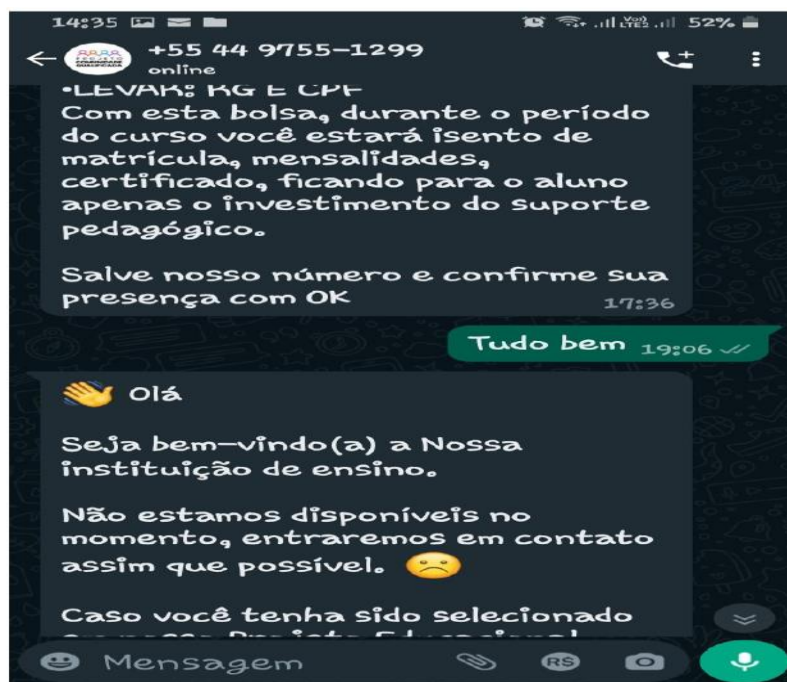 14:35 52%
+55 44 9755-1299
online
•LEVAR: RG E CPF
Com esta bolsa, durante o período
do curso você estará isento de
matrícula, mensalidades,
certificado, ficando para o aluno
apenas o investimento do suporte
pedagógico.
Salve nosso número e confirme sua
presença com OK 17:36
Tudo bem 19:06
👋 Olá
Seja bem-vindo(a) a Nossa
instituição de ensino.
Não estamos disponíveis no
momento, entraremos em contato
assim que possível. 🙁
Caso você tenha sido selecionado
Mensagem